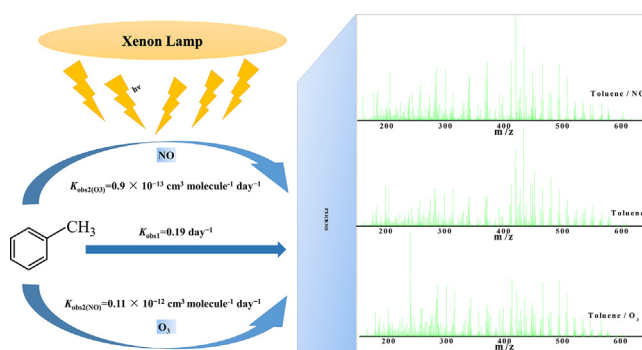 Xenon Lamp
hv
NO
Kobs2(O3)=0.9 × 10⁻¹³ cm³ molecule⁻¹ day⁻¹
CH₃
Kobs1=0.19 day⁻¹
Kobs2(NO)=0.11 × 10⁻¹² cm³ molecule⁻¹ day⁻¹
O₃
Toluene / NO
200 300 400 500 600
m/z
Toluene
200 300 400 500 600
m/z
Toluene / O₃
200 300 400 500 600
m/z